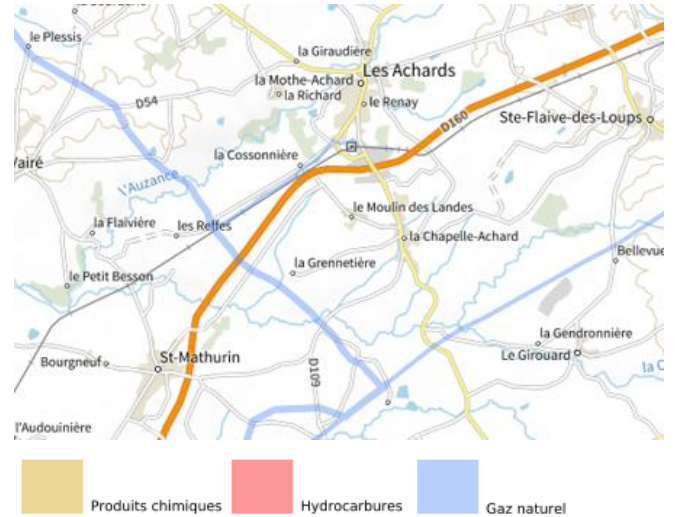 le Plessis
la Giraudière
Les Achards
la Mothe-Achard
la Richard
le Renay
D54
D160
Ste-Flaive-des-Loups
la Cossonnière
Vairé
l'Auzance
le Moulin des Landes
la Flaivière
les Relfes
la Chapelle-Achard
Bellevue
la Grennetière
le Petit Besson
la Gendronnière
Le Girouard
St-Mathurin
Bourgneuf
D109
l'Audouinière
Produits chimiques
Hydrocarbures
Gaz naturel